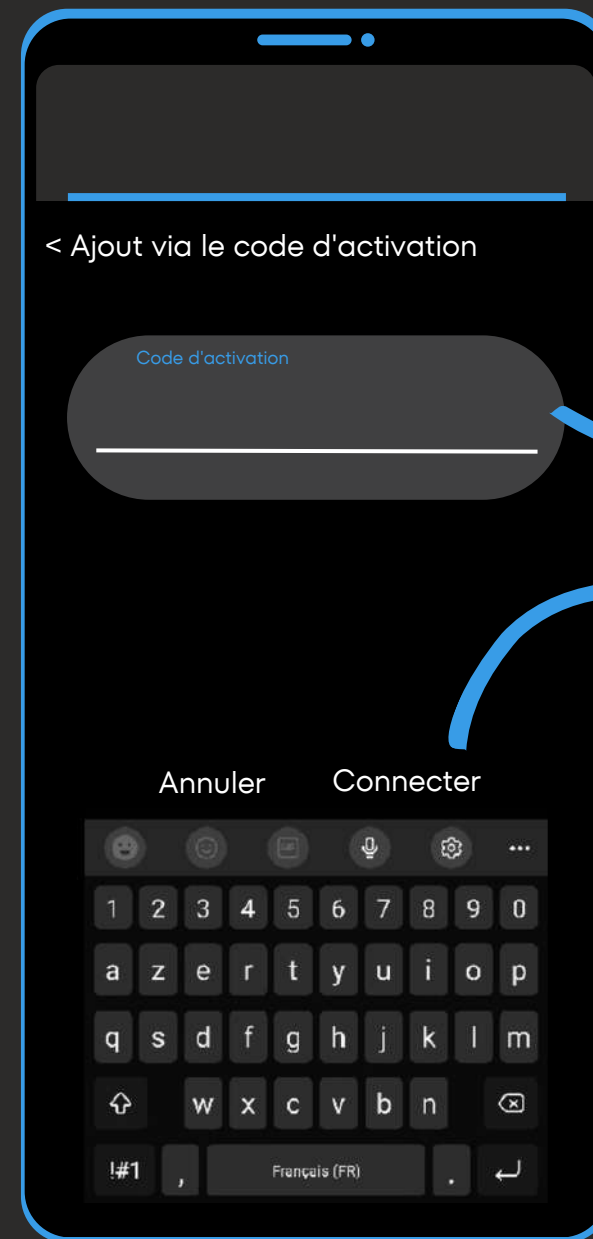 < Ajout via le code d'activation
Code d'activation
Annuler Connecter
GIF
1 2 3 4 5 6 7 8 9 0
a z e r t y u i o p
q s d f g h j k l m
w x c v b n
!#1 , Français (FR) .